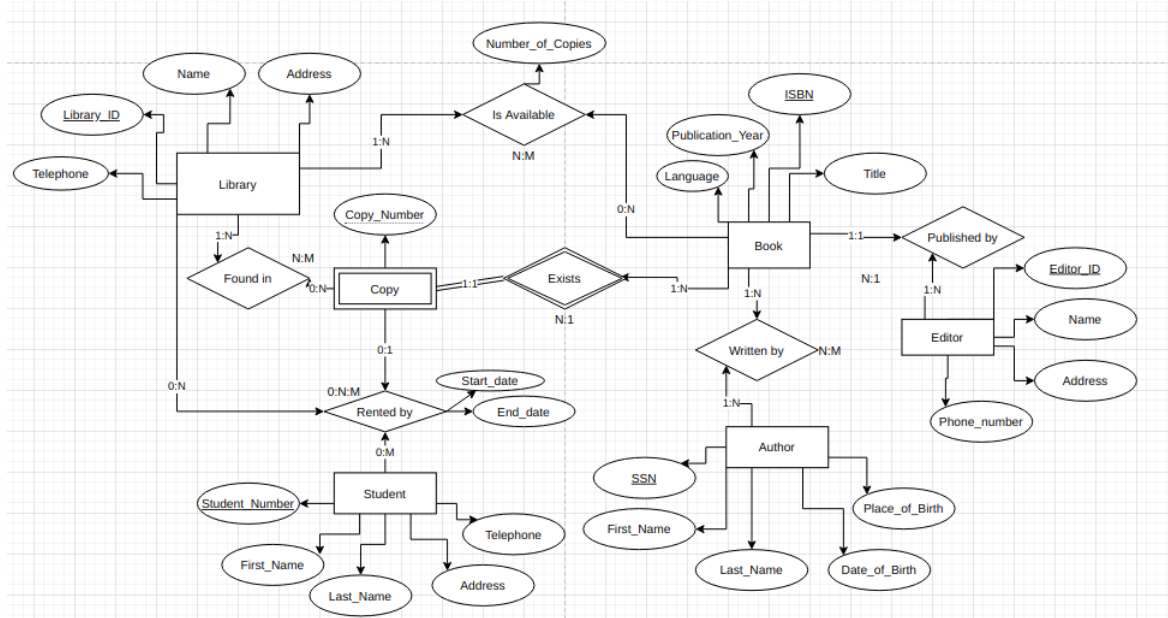 Number_of_Copies
Name
Address
Library_ID
ISBN
Is Available
Publication_Year
1:N
N:M
Telephone
Library
Language
Title
Copy_Number
0:N
1:N
Book
1:1
Published by
N:M
Found in
0:N
Copy
1:1
Exists
1:N
N:1
Editor_ID
1:N
1:N
N:1
Name
Editor
0:1
Written by
N:M
0:N
0:N:M
Start_date
Address
Rented by
End_date
1:N
Phone_number
0:M
Author
SSN
Student
Student_Number
Place_of_Birth
First_Name
Telephone
First_Name
Last_Name
Date_of_Birth
Address
Last_Name